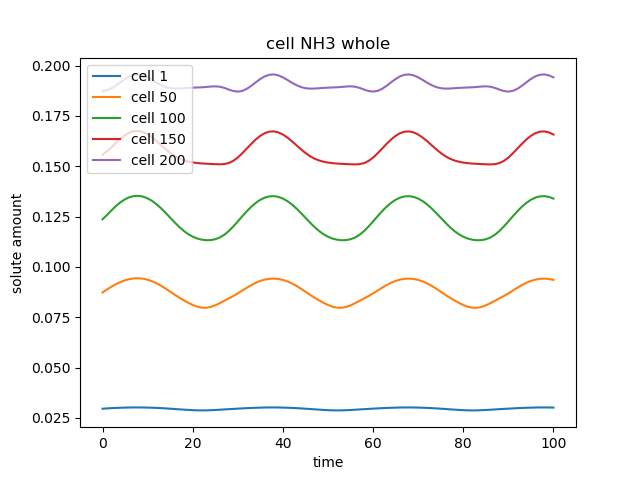 cell NH3 whole
0.200
0.175
0.150
0.125
0.100
0.075
0.050
0.025
solute amount
cell 1
cell 50
cell 100
cell 150
cell 200
0
20
40
60
80
100
time